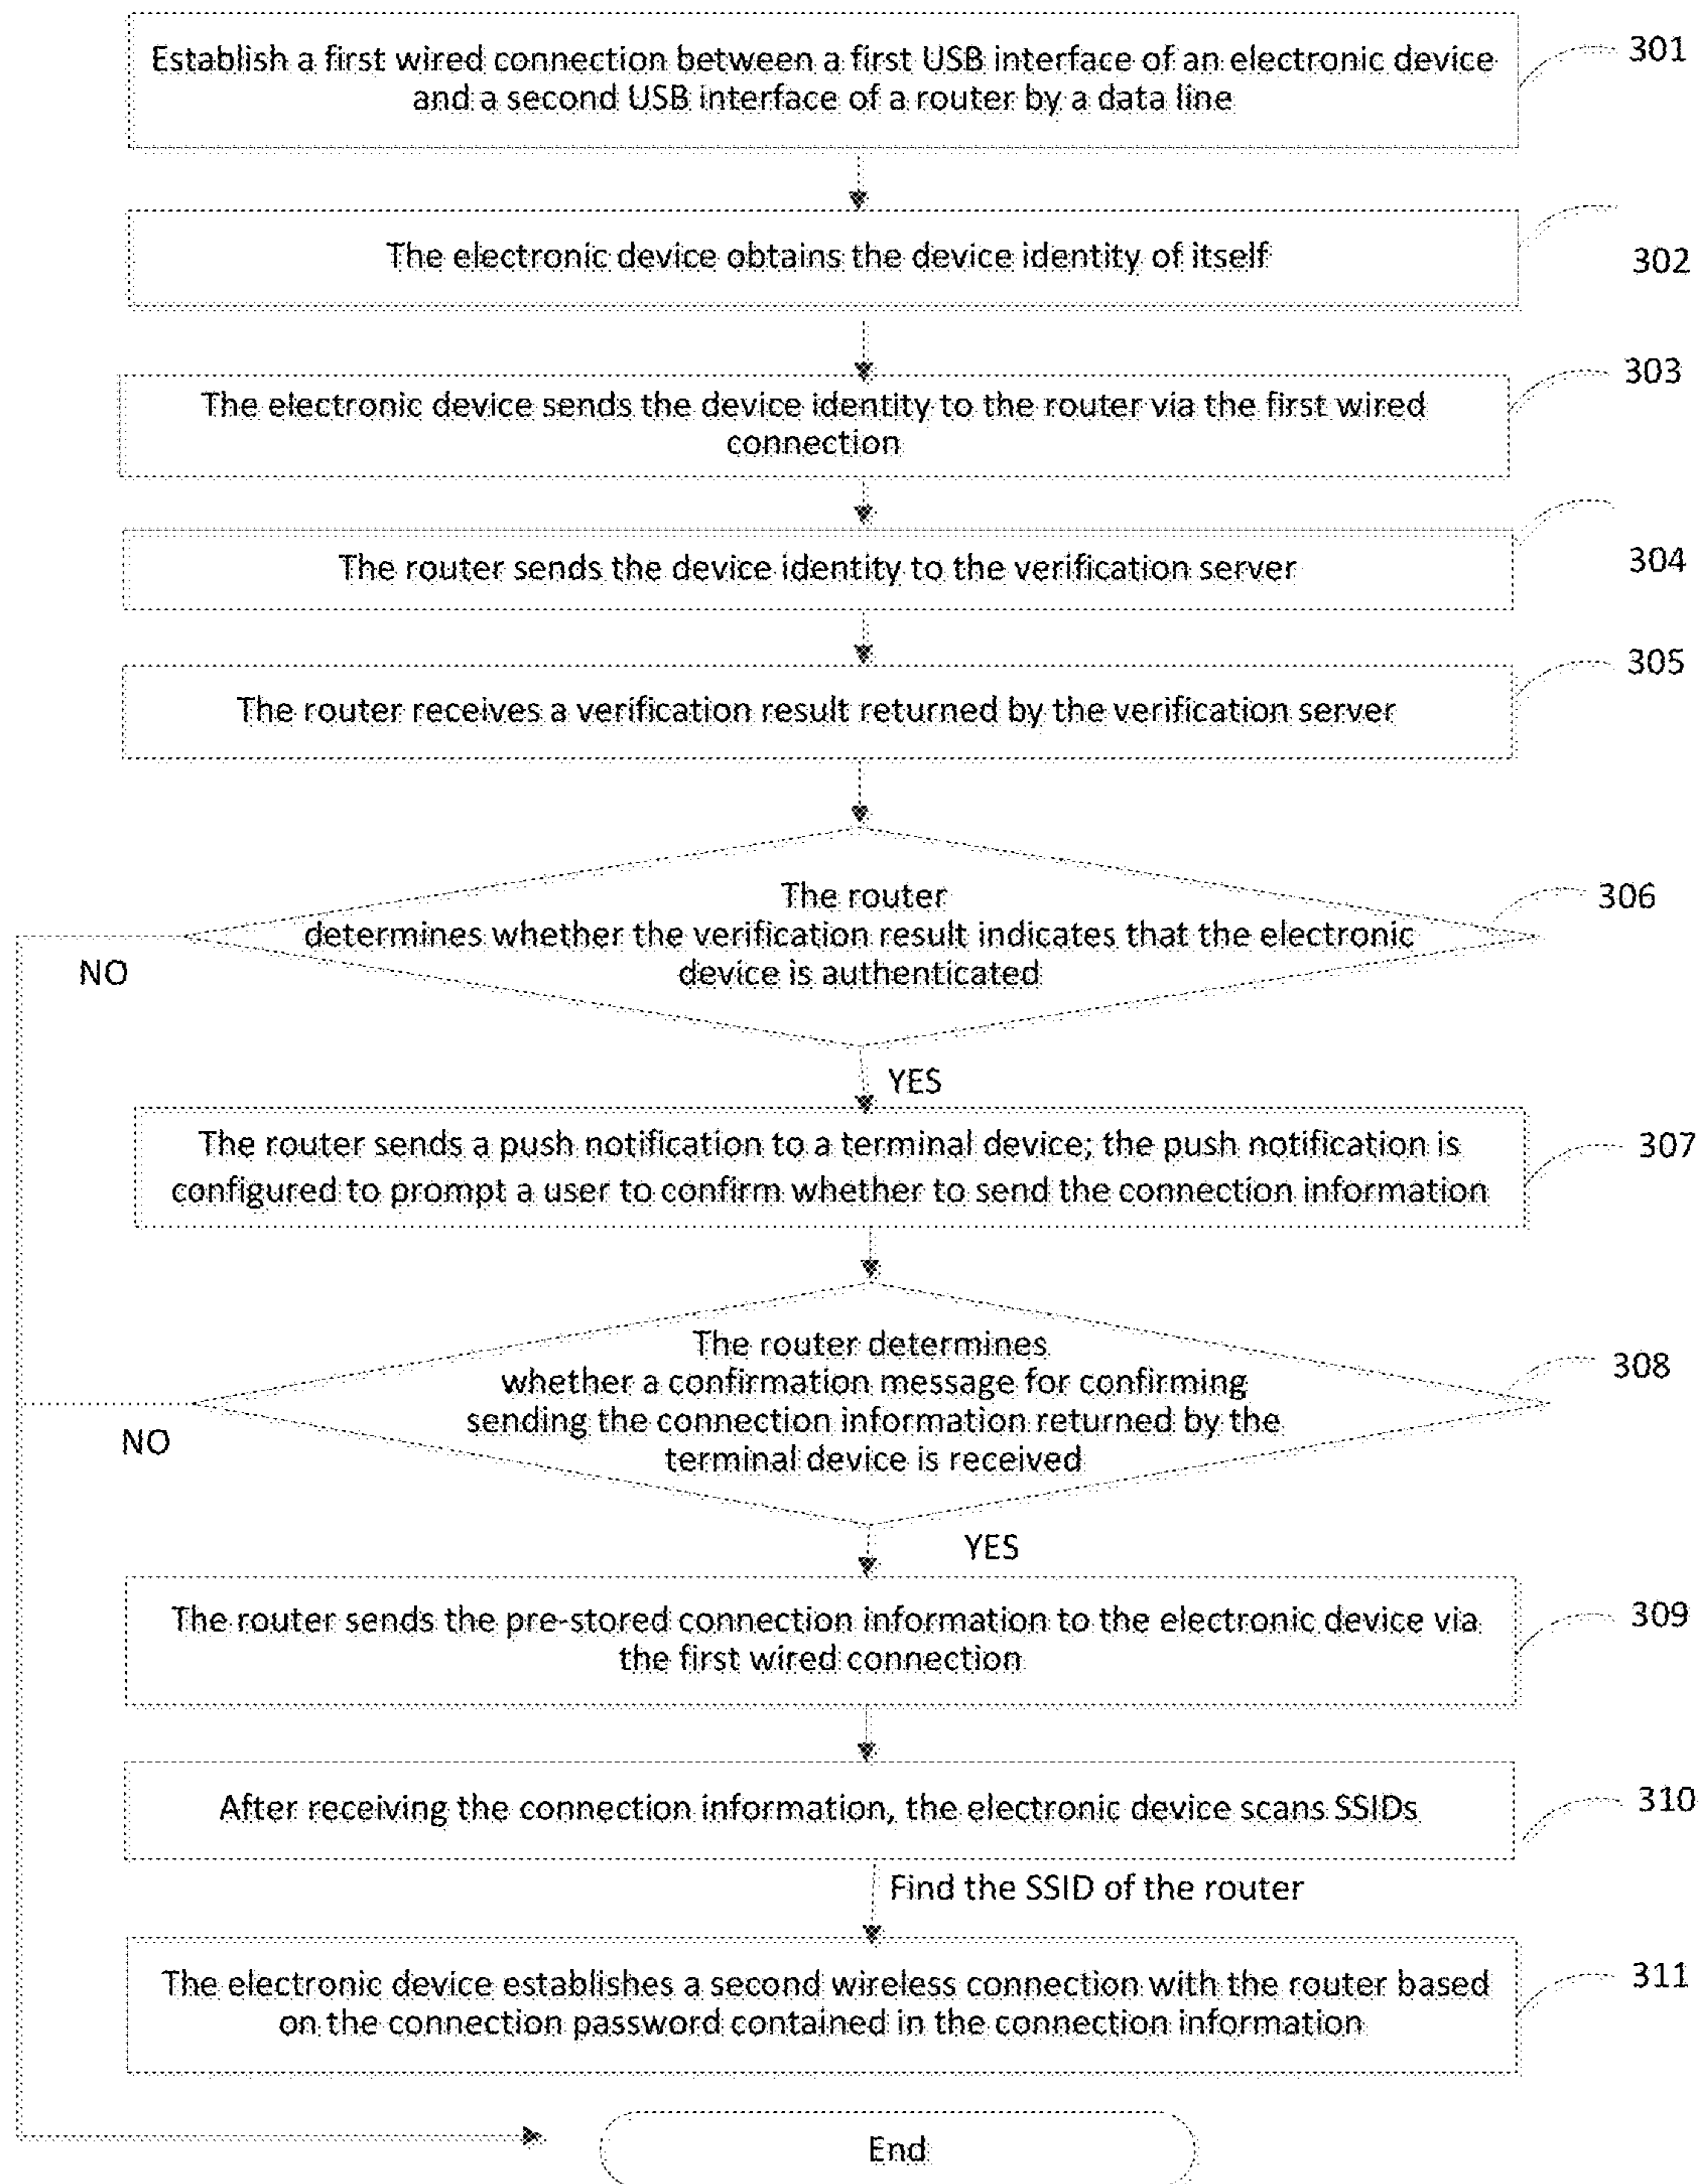 Establish a first wired connection between a first USB interface of an electronic device
and a second USB interface of a router by a data line
301
The electronic device obtains the device identity of itself
302
303
The electronic device sends the device identity to the router via the first wired
connection
The router sends the device identity to the verification server
304
305
The router receives a verification result returned by the verification server
The router
determines whether the verification result indicates that the electronic
device is authenticated
306
NO
YES
The router sends a push notification to a terminal device; the push notification is
configured to prompt a user to confirm whether to send the connection information
307
The router determines
whether a confirmation message for confirming
sending the connection information returned by the
terminal device is received
308
NO
YES
The router sends the pre-stored connection information to the electronic device via
the first wired connection
309
After receiving the connection information, the electronic device scans SSIDs
310
Find the SSID of the router
The electronic device establishes a second wireless connection with the router based
on the connection password contained in the connection information
311
End